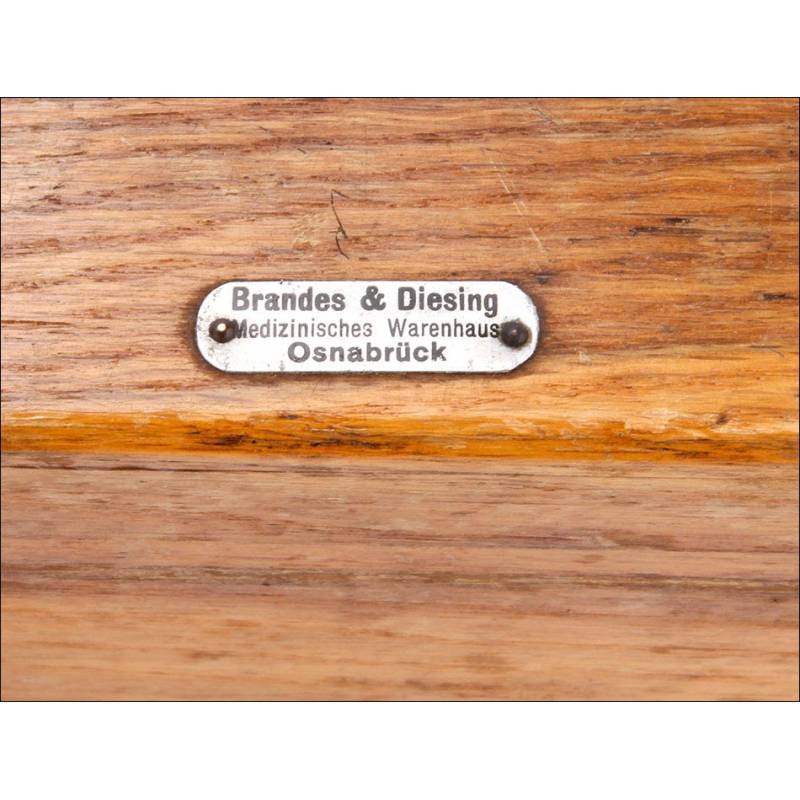 Brandes & Diesing
Medizinisches Warenhaus
Osnabrück